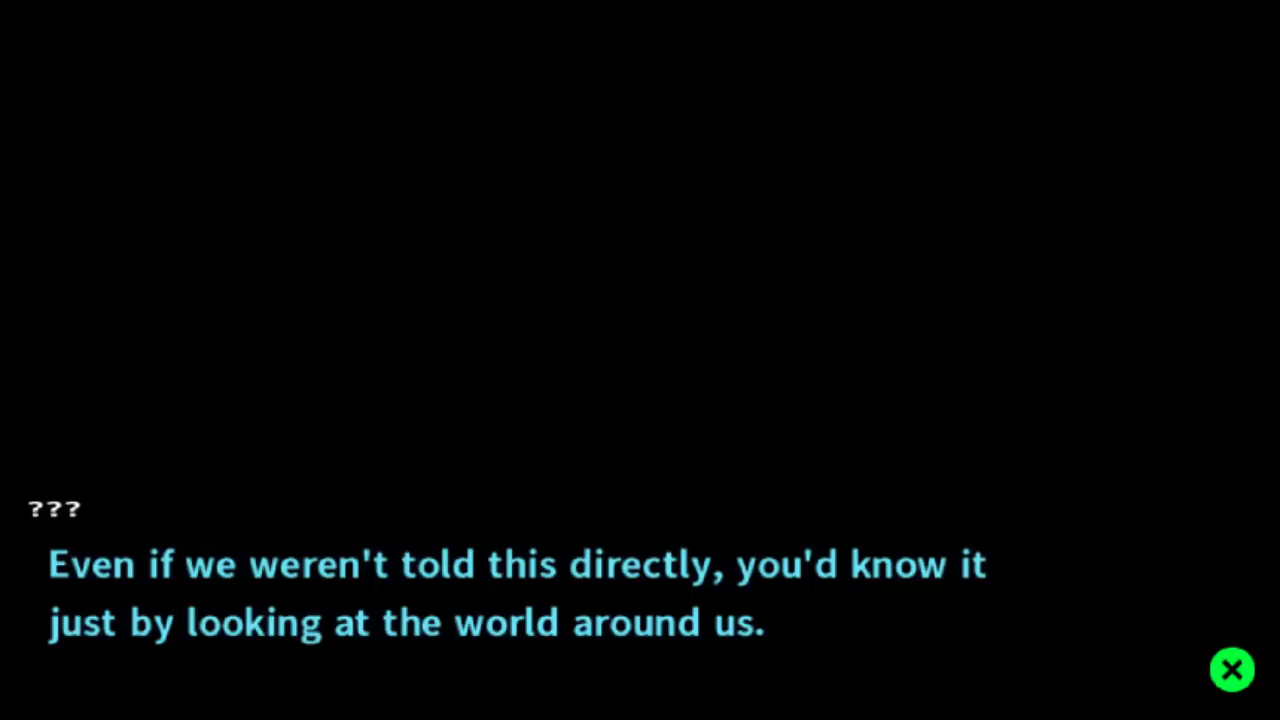 ???
Even if we weren't told this directly, you'd know it
just by looking at the world around us.